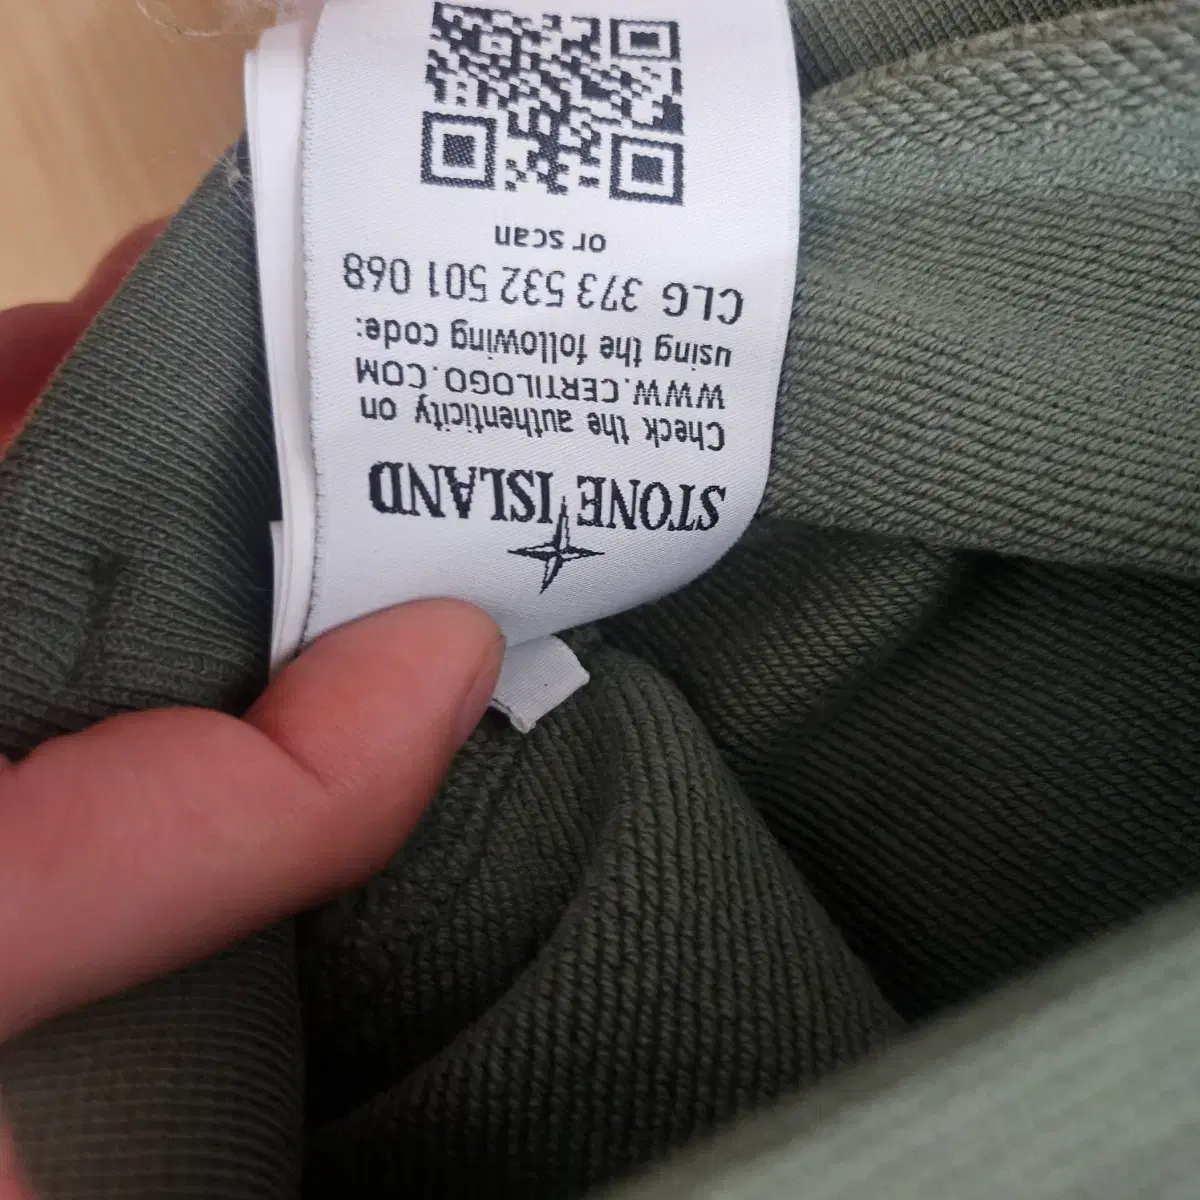 STONE ISLAND
Check the authenticity on
WWW.CERTILOGO.COM
using the following code:
CLG 373 532 501 068
or scan